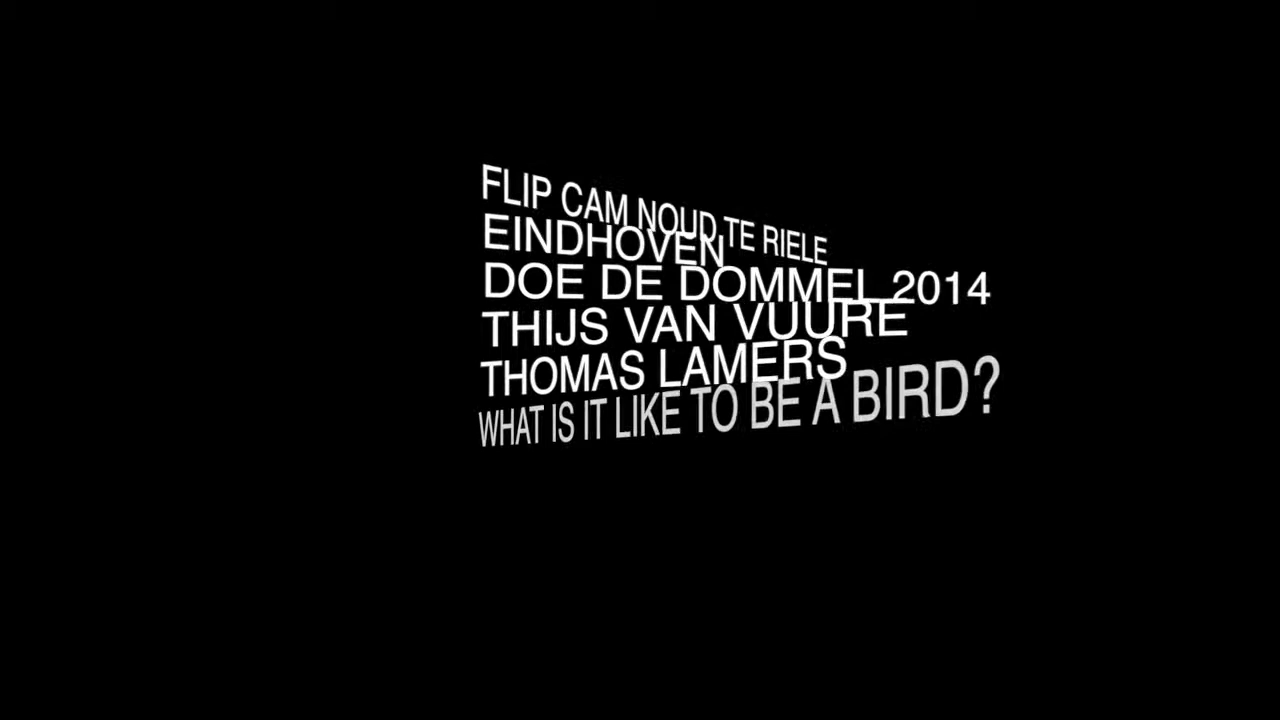 FLIP CAM NOUD TE RIELE
EINDHOVEN
DOE DE DOMMEL 2014
THIJS VAN VUURE
THOMAS LAMERS
WHAT IS IT LIKE TO BE A BIRD?